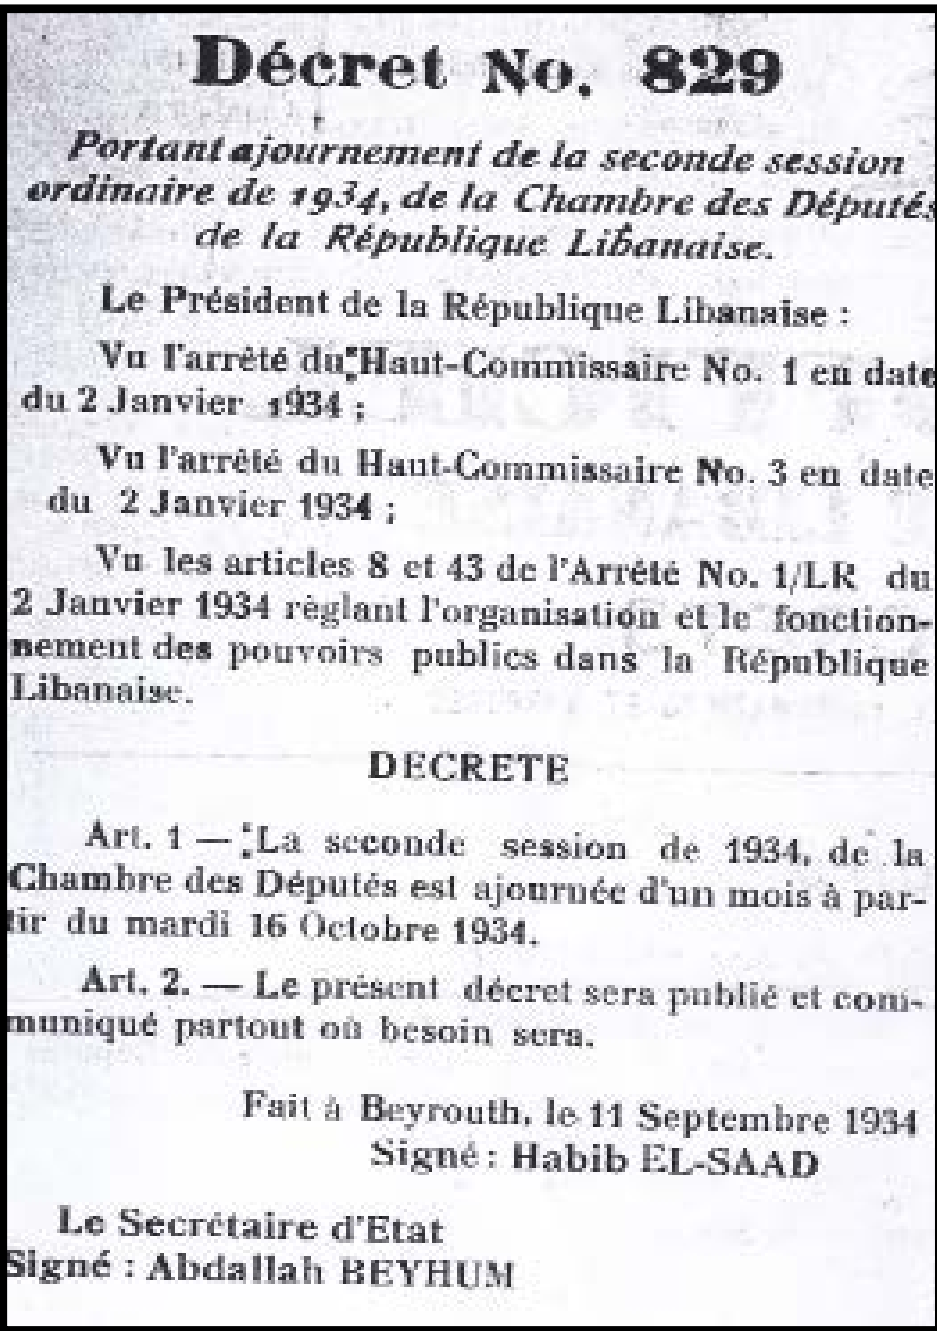 Décret No. 829
Portant ajournement de la seconde session
ordinaire de 1934, de la Chambre des Députés
de la République Libanaise.
Le Président de la République Libanaise :
Vu l'arrêté du Haut-Commissaire No. 1 en date
du 2 Janvier 1934 ;
Vu l'arrêté du Haut-Commissaire No. 3 en date
du 2 Janvier 1934 ;
Vu les articles 8 et 43 de l'Arrêté No. 1/LR du
2 Janvier 1934 règlant l'organisation et le fonction-
nement des pouvoirs publics dans la République
Libanaise.
DECRETE
Art. 1 — La seconde session de 1934, de la
Chambre des Députés est ajournée d'un mois à par-
tir du mardi 16 Octobre 1934.
Art. 2. — Le présent décret sera publié et com-
muniqué partout où besoin sera.
Fait à Beyrouth, le 11 Septembre 1934
Signé : Habib EL-SAAD
Le Secrétaire d'Etat
Signé : Abdallah BEYHUM